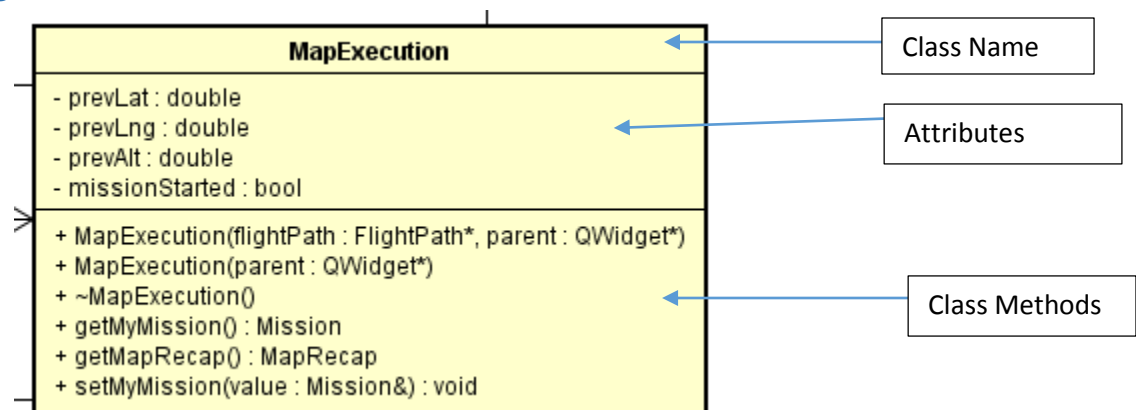 MapExecution
Class Name
- prevLat : double
- prevLng : double
- prevAlt : double
- missionStarted : bool
Attributes
+ MapExecution(flightPath : FlightPath*, parent : QWidget*)
+ MapExecution(parent : QWidget*)
+ ~MapExecution()
+ getMyMission() : Mission
+ getMapRecap() : MapRecap
+ setMyMission(value : Mission&) : void
Class Methods